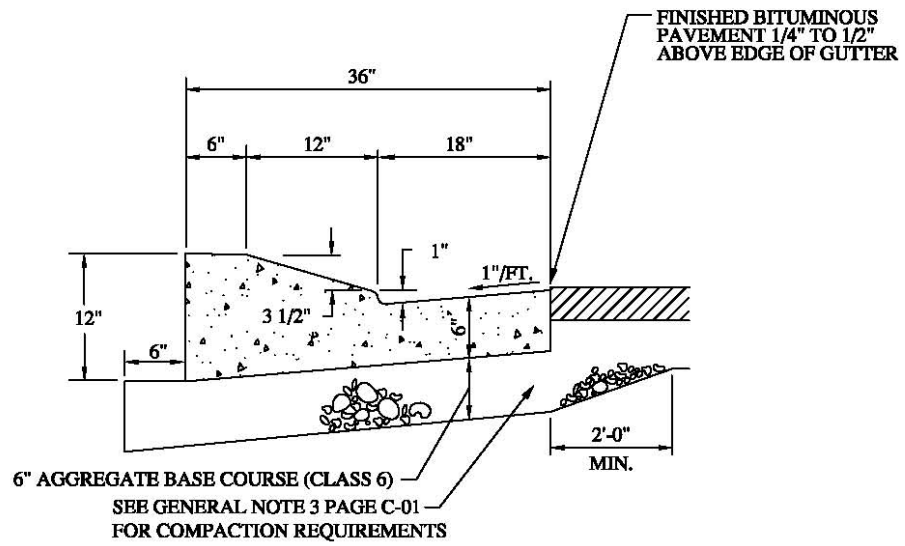 FINISHED BITUMINOUS
PAVEMENT 1/4" TO 1/2"
ABOVE EDGE OF GUTTER
36"
6"
12"
18"
1"
1"/FT.
12"
3 1/2"
6"
6"
2'-0"
MIN.
6" AGGREGATE BASE COURSE (CLASS 6)
SEE GENERAL NOTE 3 PAGE C-01
FOR COMPACTION REQUIREMENTS